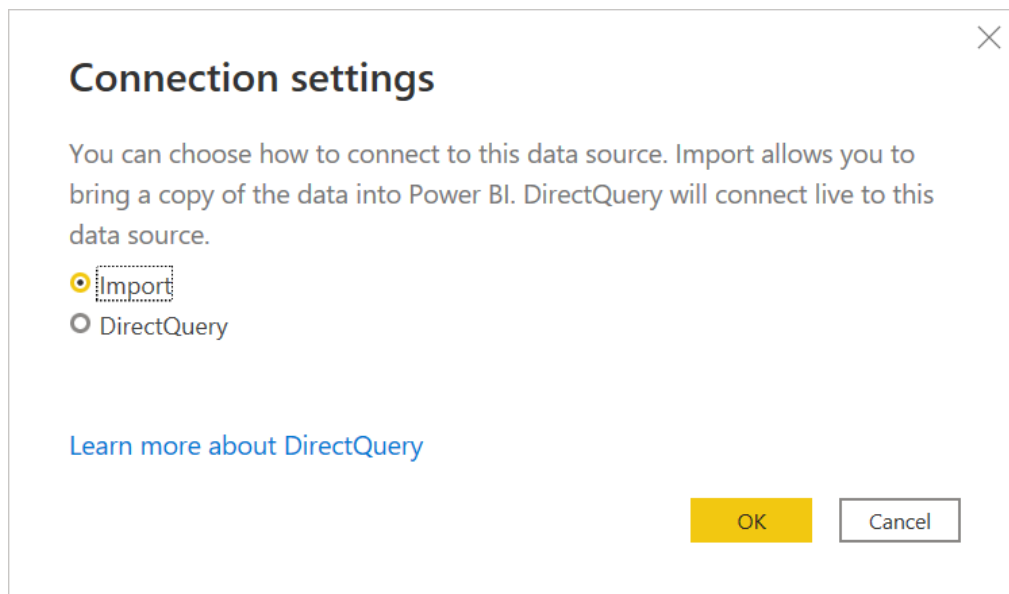 Connection settings
You can choose how to connect to this data source. Import allows you to
bring a copy of the data into Power BI. DirectQuery will connect live to this
data source.
Import
DirectQuery
Learn more about DirectQuery
OK Cancel